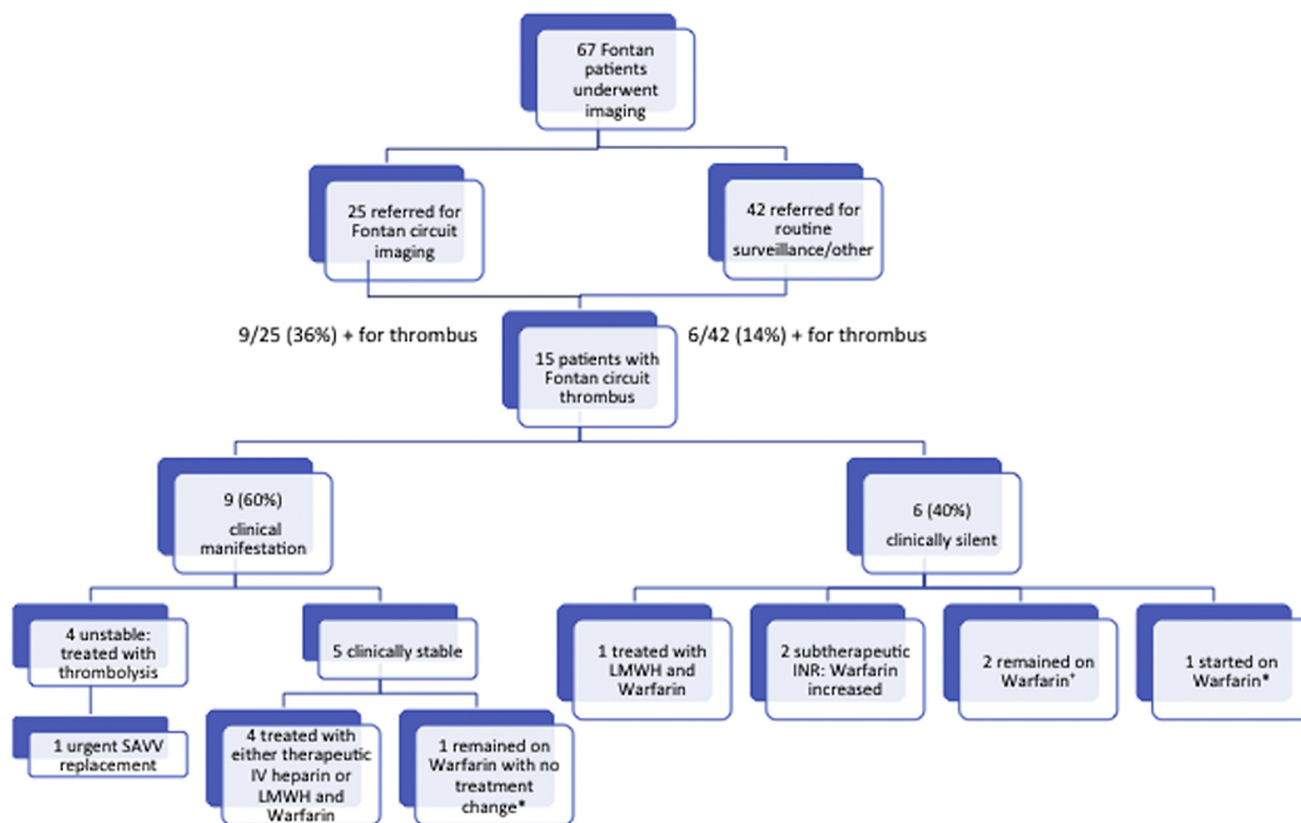 67 Fontan
patients
underwent
imaging
25 referred for
Fontan circuit
imaging
42 referred for
routine
surveillance/other
9/25 (36%) + for thrombus
6/42 (14%) + for thrombus
15 patients with
Fontan circuit
thrombus
9 (60%)
clinical
manifestation
6 (40%)
clinically silent
4 unstable:
treated with
thrombolysis
5 clinically stable
1 treated with
LMWH and
Warfarin
2 subtherapeutic
INR: Warfarin
increased
2 remained on
Warfarin⁺
1 started on
Warfarin*
1 urgent SAVV
replacement
4 treated with
either therapeutic
IV heparin or
LMWH and
Warfarin
1 remained on
Warfarin with no
treatment
change*